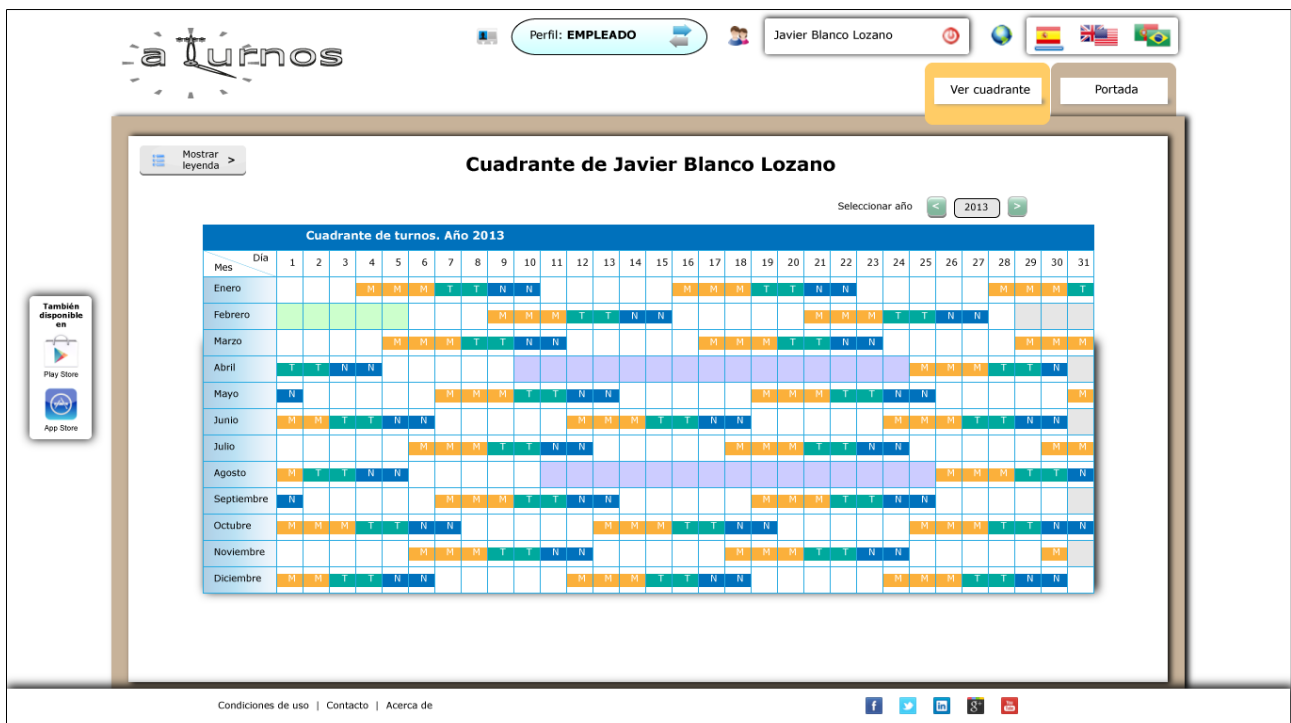 a Turnos
Perfil: EMPLEADO
Javier Blanco Lozano
Ver cuadrante
Portada
Mostrar leyenda >
Cuadrante de Javier Blanco Lozano
Seleccionar año < 2013 >
Cuadrante de turnos. Año 2013
Día
Mes
1 2 3 4 5 6 7 8 9 10 11 12 13 14 15 16 17 18 19 20 21 22 23 24 25 26 27 28 29 30 31
Enero M M M T T N N M M M T T N N M M M T
Febrero M M M T T N N M M M T T N N
Marzo M M M T T N N M M M T T N N M M M
Abril T T N N M M M T T N
Mayo N M M M T T N N M M M T T N N M
Junio M M T T N N M M M T T N N M M M T T N N
Julio M M M T T N N M M M T T N N M M
Agosto M T T N N M M M T T N
Septiembre N M M M T T N N M M M T T N N
Octubre M M M T T N N M M M T T N N M M M T T N N
Noviembre M M M T T N N M M M T T N N M
Diciembre M M T T N N M M M T T N N M M M T T N N
También
disponible
en
Play Store
App Store
Condiciones de uso | Contacto | Acerca de